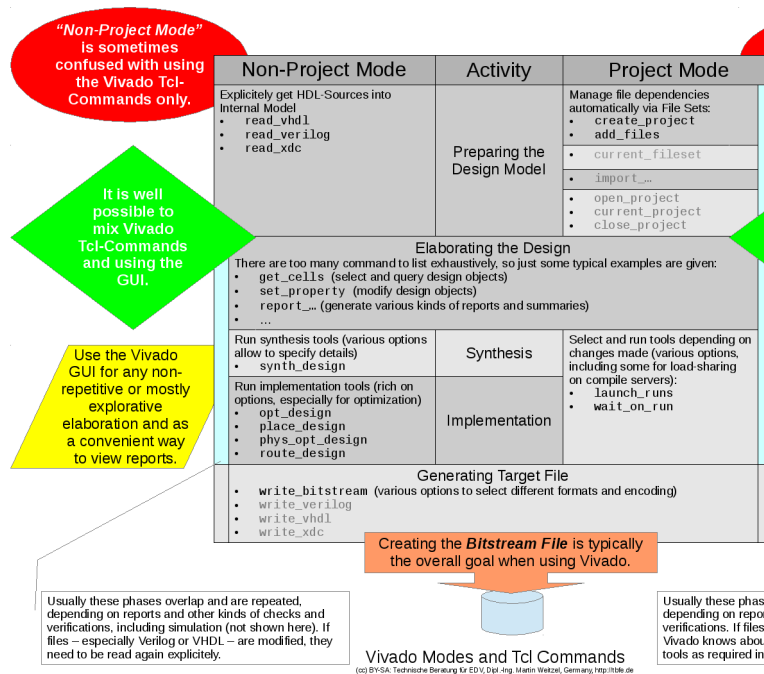 “Non-Project Mode”
is sometimes
confused with using
the Vivado Tcl-
Commands only.
It is well
possible to
mix Vivado
Tcl-Commands
and using the
GUI.
Use the Vivado
GUI for any non-
repetitive or mostly
explorative
elaboration and as
a convenient way
to view reports.
Non-Project Mode
Activity
Project Mode
Explicitely get HDL-Sources into
Internal Model
• read_vhdl
• read_verilog
• read_xdc
Preparing the
Design Model
Manage file dependencies
automatically via File Sets:
• create_project
• add_files
• current_fileset
• import_…
• open_project
• current_project
• close_project
Elaborating the Design
There are too many command to list exhaustively, so just some typical examples are given:
• get_cells (select and query design objects)
• set_property (modify design objects)
• report_… (generate various kinds of reports and summaries)
• …
Run synthesis tools (various options
allow to specify details)
• synth_design
Synthesis
Select and run tools depending on
changes made (various options,
including some for load-sharing
on compile servers):
• launch_runs
• wait_on_run
Run implementation tools (rich on
options, especially for optimization)
• opt_design
• place_design
• phys_opt_design
• route_design
Implementation
Generating Target File
• write_bitstream (various options to select different formats and encoding)
• write_verilog
• write_vhdl
• write_xdc
Creating the Bitstream File is typically
the overall goal when using Vivado.
Usually these phases overlap and are repeated,
depending on reports and other kinds of checks and
verifications, including simulation (not shown here). If
files – especially Verilog or VHDL – are modified, they
need to be read again explicitely.
Usually these phas
depending on repor
verifications. If files
Vivado knows abou
tools as required in
Vivado Modes and Tcl Commands
(cc) BY-SA: Technische Beratung für EDV, Dipl.-Ing. Martin Weitzel, Germany, http://tbfe.de